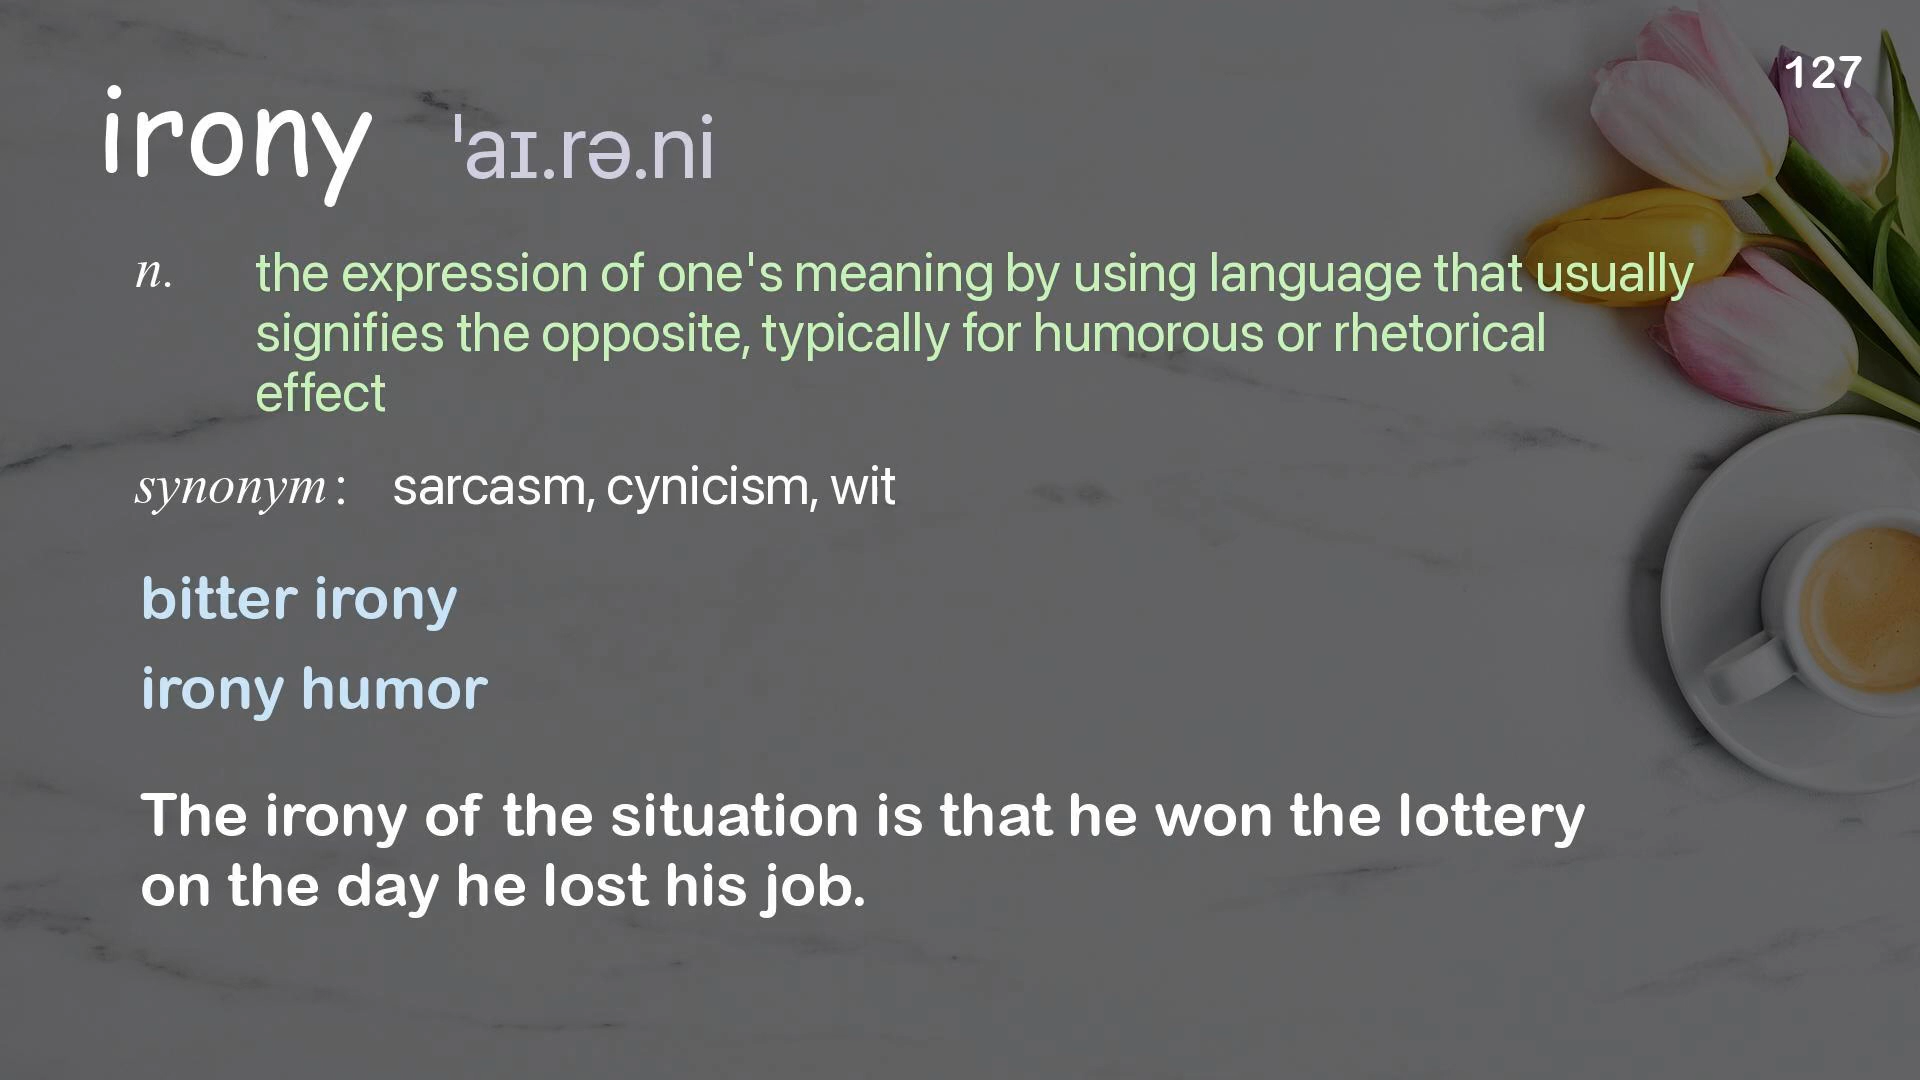 127
irony ˈaɪ.rə.ni
n. the expression of one's meaning by using language that usually
signifies the opposite, typically for humorous or rhetorical
effect
synonym: sarcasm, cynicism, wit
bitter irony
irony humor
The irony of the situation is that he won the lottery
on the day he lost his job.